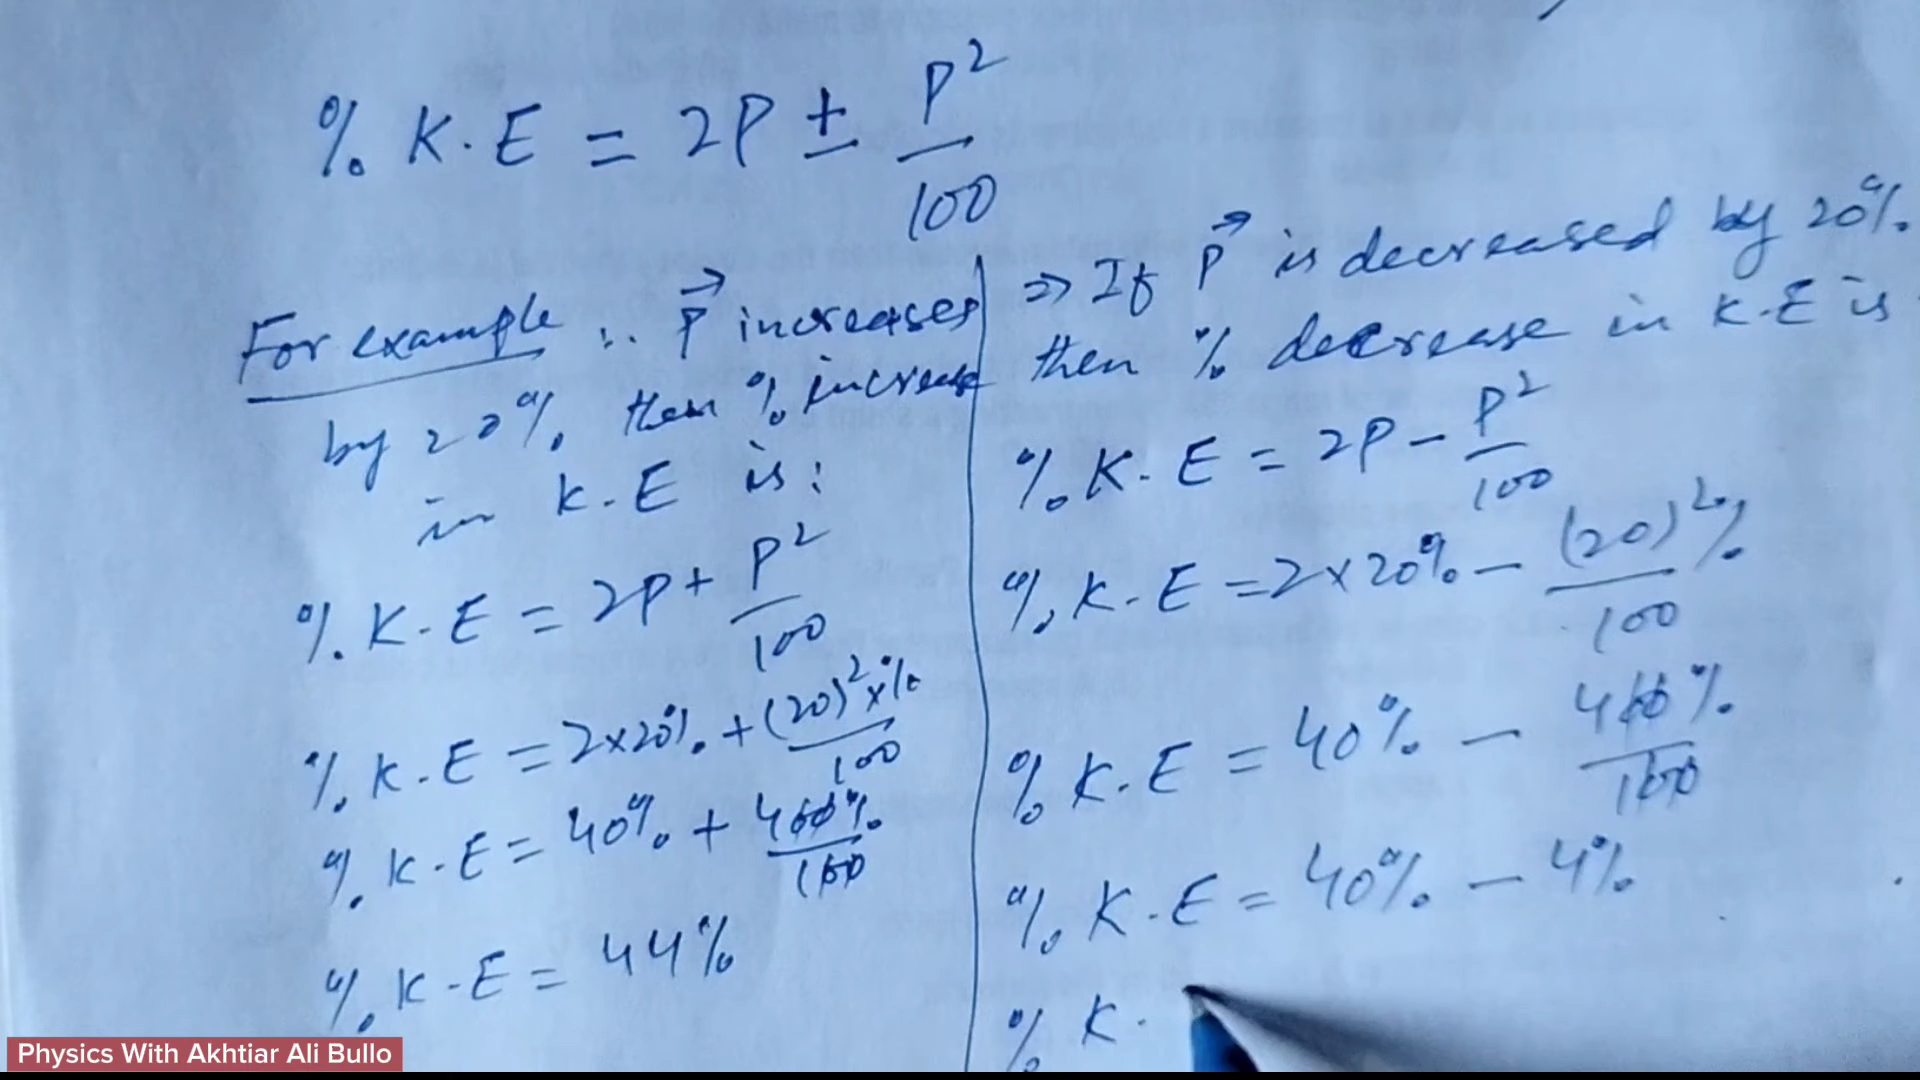 % K.E = 2P ± P²/100
For example :. P⃗ increases
by 20%, then % increase
in K.E is:
% K.E = 2P + P²/100
% K.E = 2×20% + (20)²×%/100
% K.E = 40% + 400%/100
% K.E = 44%
⇒ If P⃗ is decreased by 20%.
then % decrease in K.E is
% K.E = 2P - P²/100
% K.E = 2×20% - (20)²%/100
% K.E = 40% - 400%/100
% K.E = 40% - 4%
% K.
Physics With Akhtiar Ali Bullo